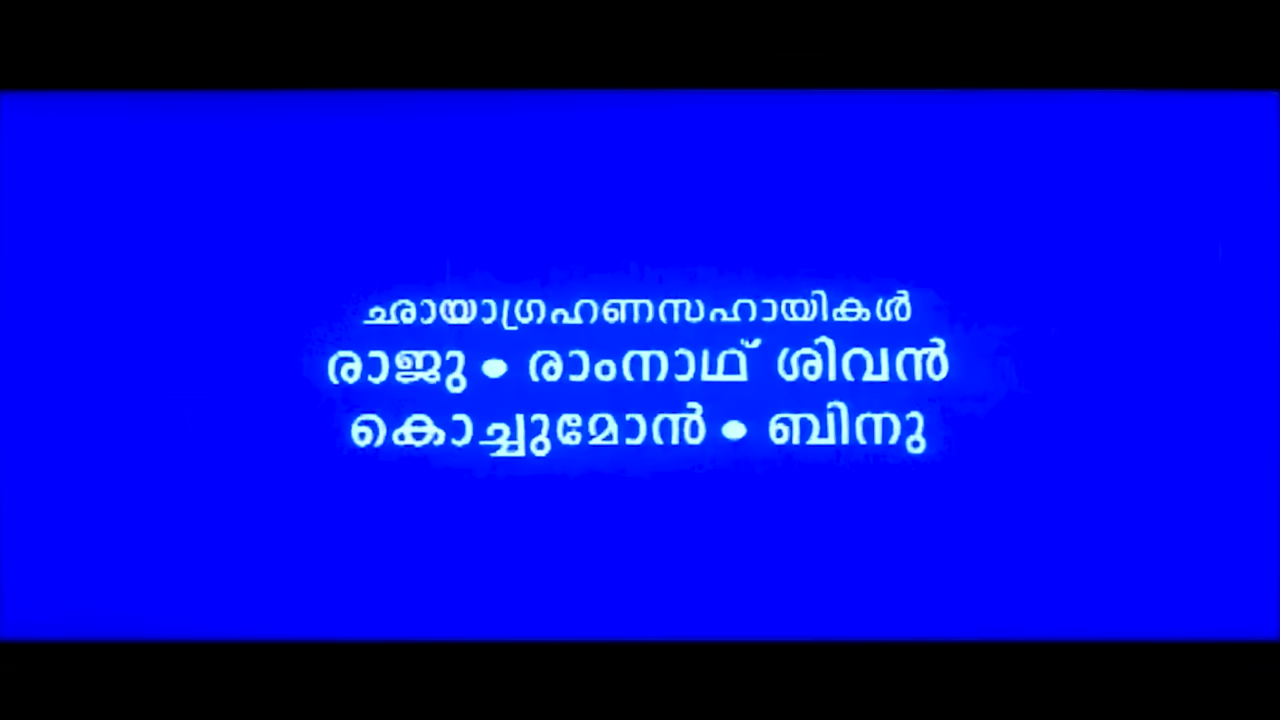 ഛായാഗ്രഹണസഹായികൾ
രാജു • രാംനാഥ് ശിവൻ
കൊച്ചുമോൻ • ബിനു